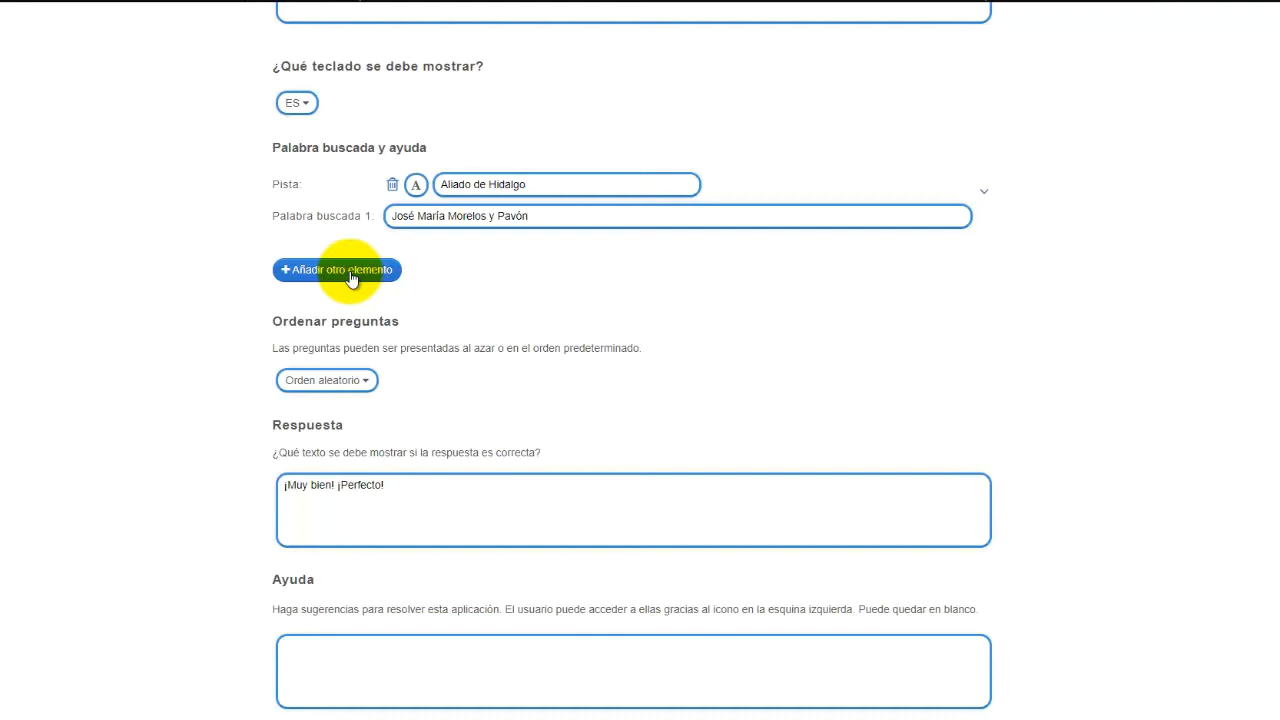 ¿Qué teclado se debe mostrar?
ES
Palabra buscada y ayuda
Pista: A Aliado de Hidalgo
Palabra buscada 1: José María Morelos y Pavón
+ Añadir otro elemento
Ordenar preguntas
Las preguntas pueden ser presentadas al azar o en el orden predeterminado.
Orden aleatorio
Respuesta
¿Qué texto se debe mostrar si la respuesta es correcta?
¡Muy bien! ¡Perfecto!
Ayuda
Haga sugerencias para resolver esta aplicación. El usuario puede acceder a ellas gracias al icono en la esquina izquierda. Puede quedar en blanco.